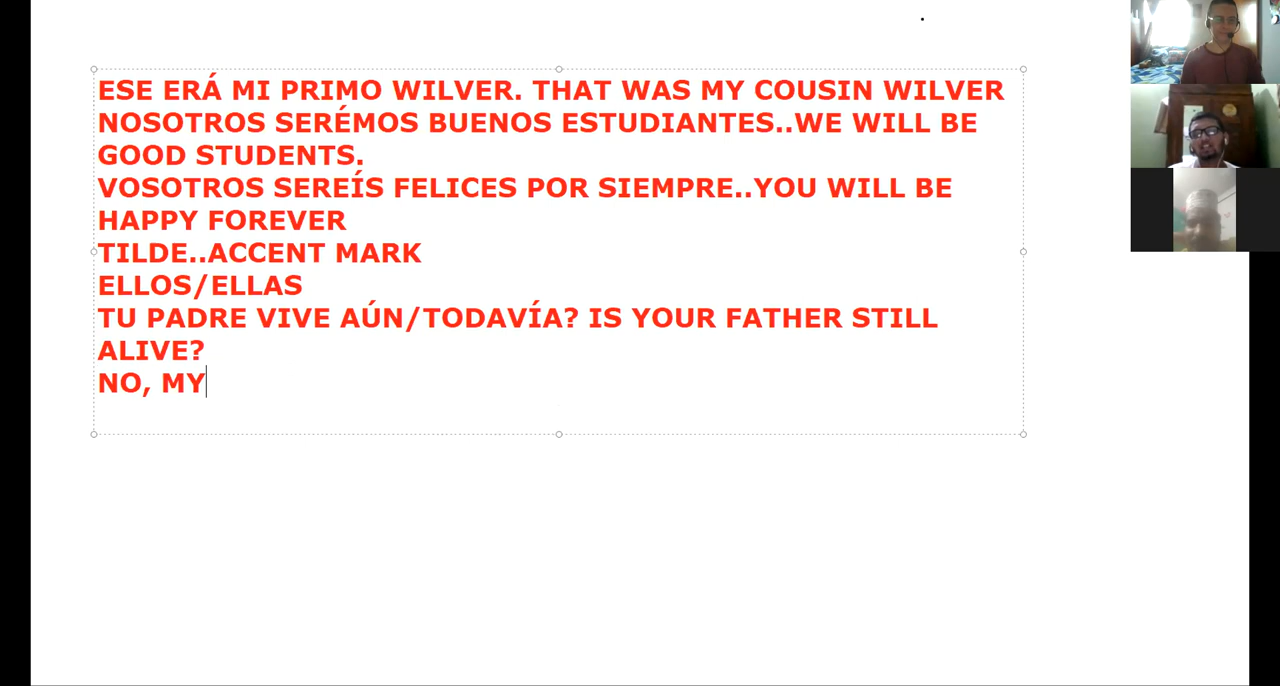 ESE ERÁ MI PRIMO WILVER. THAT WAS MY COUSIN WILVER
NOSOTROS SERÉMOS BUENOS ESTUDIANTES..WE WILL BE
GOOD STUDENTS.
VOSOTROS SEREÍS FELICES POR SIEMPRE..YOU WILL BE
HAPPY FOREVER
TILDE..ACCENT MARK
ELLOS/ELLAS
TU PADRE VIVE AÚN/TODAVÍA? IS YOUR FATHER STILL
ALIVE?
NO, MY